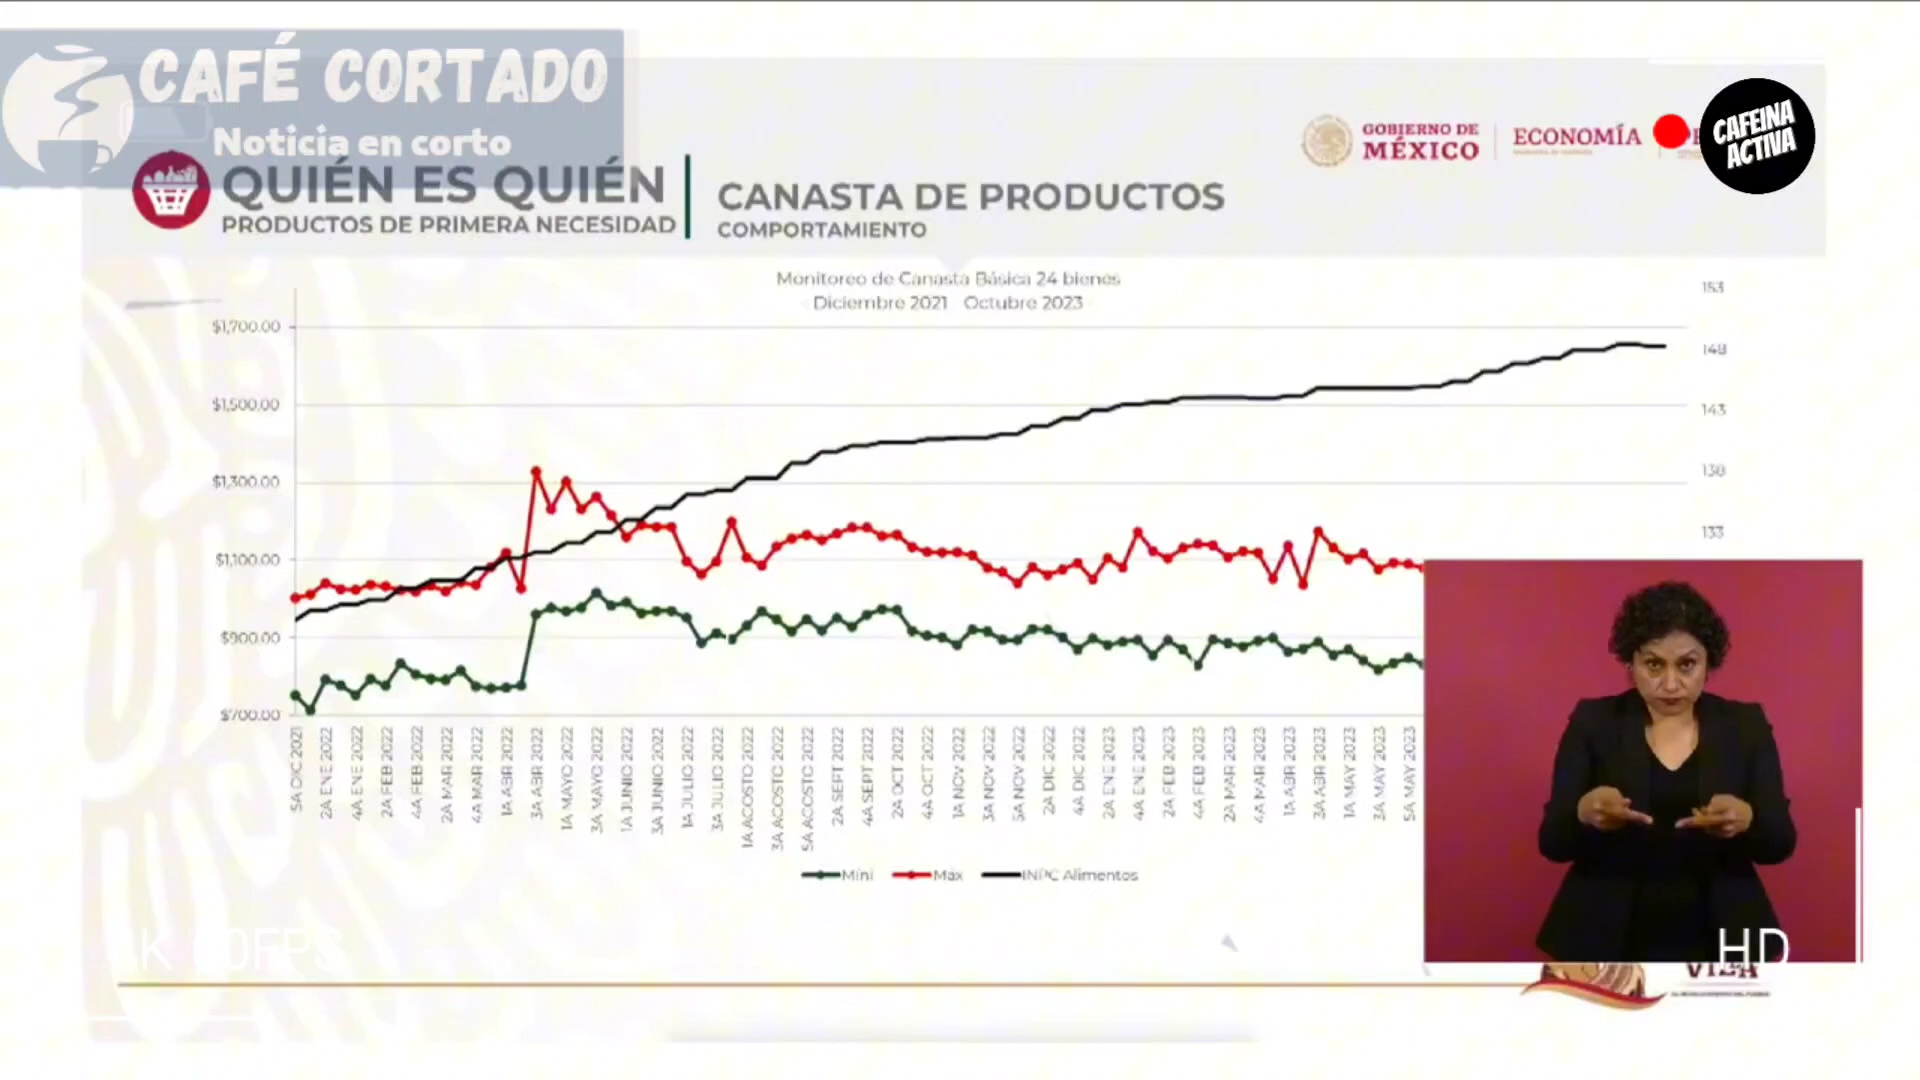 CAFÉ CORTADO
Noticia en corto
GOBIERNO DE
MÉXICO
ECONOMÍA
CAFEINA
ACTIVA
QUIÉN ES QUIÉN
PRODUCTOS DE PRIMERA NECESIDAD
CANASTA DE PRODUCTOS
COMPORTAMIENTO
Monitoreo de Canasta Básica 24 bienes
Diciembre 2021 Octubre 2023
$1,700.00
$1,500.00
$1,300.00
$1,100.00
$900.00
$700.00
153
148
143
138
133
5A DIC 2021
2A ENE 2022
4A ENE 2022
2A FEB 2022
4A FEB 2022
2A MAR 2022
4A MAR 2022
1A ABR 2022
3A ABR 2022
1A MAYO 2022
3A MAYO 2022
1A JUNIO 2022
3A JUNIO 2022
1A JULIO 2022
3A JULIO 2022
1A AGOSTO 2022
3A AGOSTO 2022
5A AGOSTO 2022
2A SEPT 2022
4A SEPT 2022
2A OCT 2022
4A OCT 2022
1A NOV 2022
3A NOV 2022
5A NOV 2022
2A DIC 2022
4A DIC 2022
2A ENE 2023
4A ENE 2023
2A FEB 2023
4A FEB 2023
2A MAR 2023
4A MAR 2023
1A ABR 2023
3A ABR 2023
1A MAY 2023
3A MAY 2023
5A MAY 2023
Mini
Max
INPC Alimentos
HD